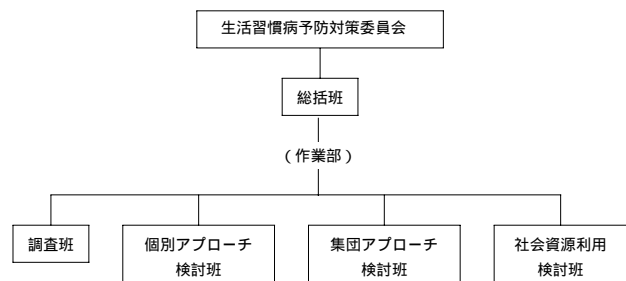 生活習慣病予防対策委員会
総括班
（作業部）
調査班
個別アプローチ
検討班
集団アプローチ
検討班
社会資源利用
検討班